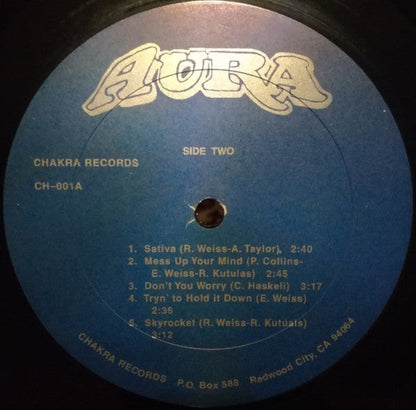 AURA
SIDE TWO
CHAKRA RECORDS
CH-001A
1. Sativa (R. Weiss-A. Taylor), 2:40
2. Mess Up Your Mind (P. Collins-
E. Weiss-R. Kutulas) 2:45
3. Don't You Worry (C. Haskell) 3:17
4. Tryn' to Hold it Down (E. Weiss)
2:36
5. Skyrocket (R. Weiss-R. Kutuals)
3:12
CHAKRA RECORDS P.O. Box 588 Redwood City, CA 94064